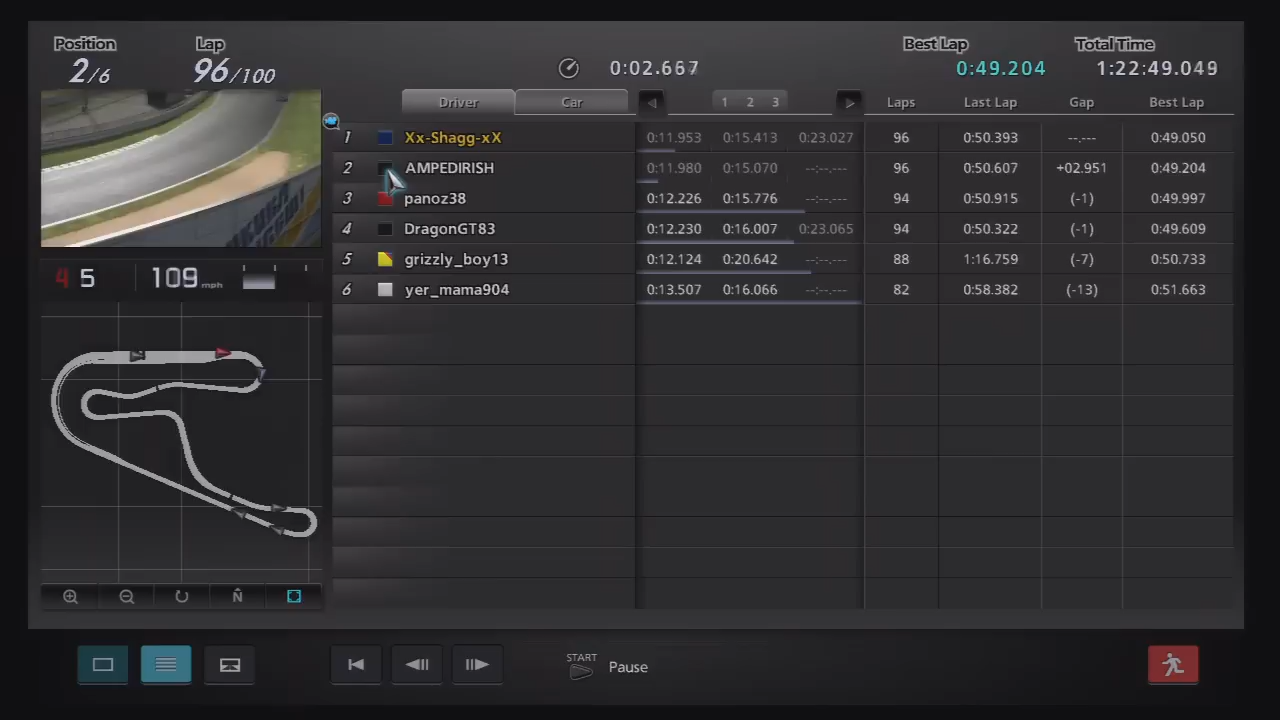 Position Lap Best Lap Total Time
2/6 96/100 0:02.667 0:49.204 1:22:49.049
Driver Car 1 2 3 Laps Last Lap Gap Best Lap
1 Xx-Shagg-xX 0:11.953 0:15.413 0:23.027 96 0:50.393 --.--- 0:49.050
2 AMPEDIRISH 0:11.980 0:15.070 --:--.--- 96 0:50.607 +02.951 0:49.204
3 panoz38 0:12.226 0:15.776 --:--.--- 94 0:50.915 (-1) 0:49.997
4 DragonGT83 0:12.230 0:16.007 0:23.065 94 0:50.322 (-1) 0:49.609
5 grizzly_boy13 0:12.124 0:20.642 --:--.--- 88 1:16.759 (-7) 0:50.733
6 yer_mama904 0:13.507 0:16.066 --:--.--- 82 0:58.382 (-13) 0:51.663
4 5 109 mph
N
START
Pause